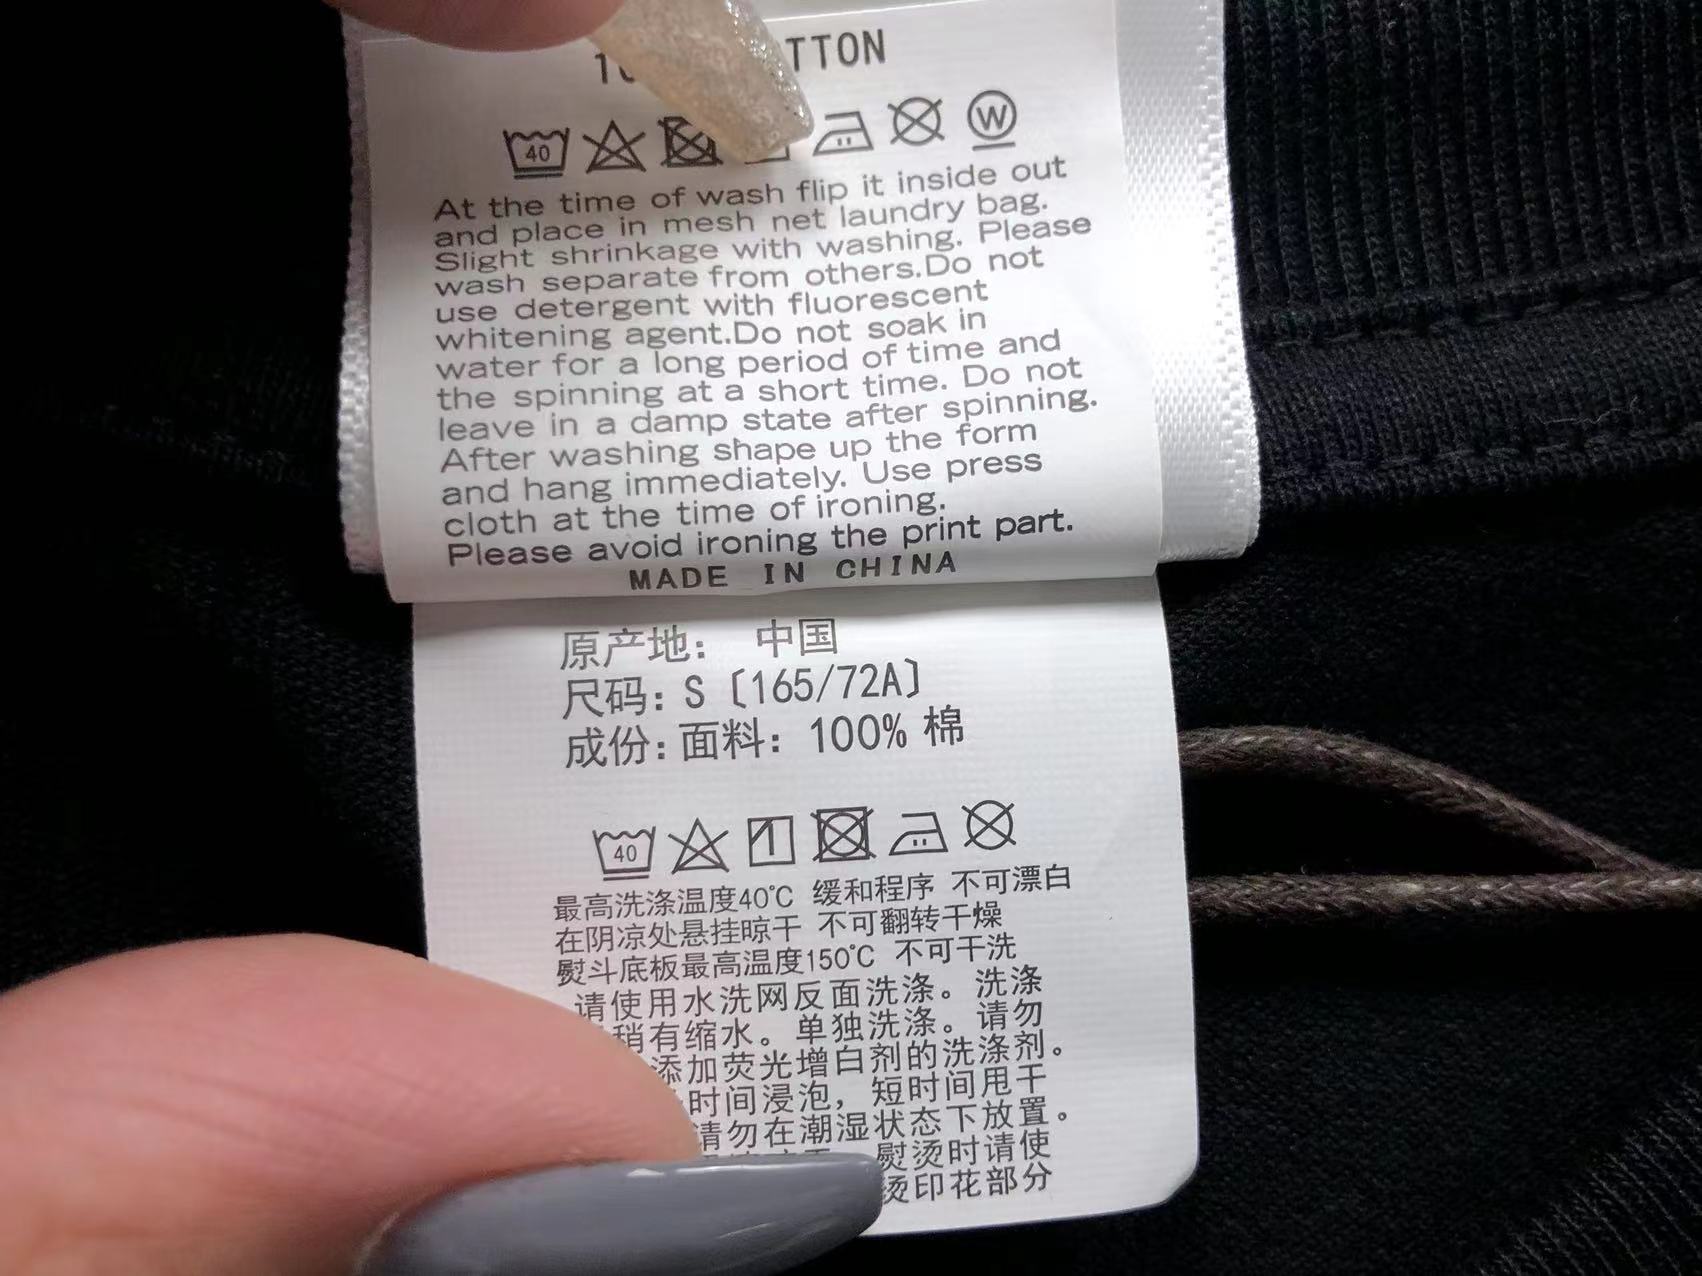 TTON
40 W
At the time of wash flip it inside out
and place in mesh net laundry bag.
Slight shrinkage with washing. Please
wash separate from others.Do not
use detergent with fluorescent
whitening agent.Do not soak in
water for a long period of time and
the spinning at a short time. Do not
leave in a damp state after spinning.
After washing shape up the form
and hang immediately. Use press
cloth at the time of ironing.
Please avoid ironing the print part.
MADE IN CHINA
原产地： 中国
尺码：S〔165/72A〕
成份：面料：100% 棉
40
最高洗涤温度40℃ 缓和程序 不可漂白
在阴凉处悬挂晾干 不可翻转干燥
熨斗底板最高温度150℃ 不可干洗
请使用水洗网反面洗涤。洗涤
稍有缩水。单独洗涤。请勿
添加荧光增白剂的洗涤剂。
时间浸泡，短时间甩干
请勿在潮湿状态下放置。
熨烫时请使
烫印花部分